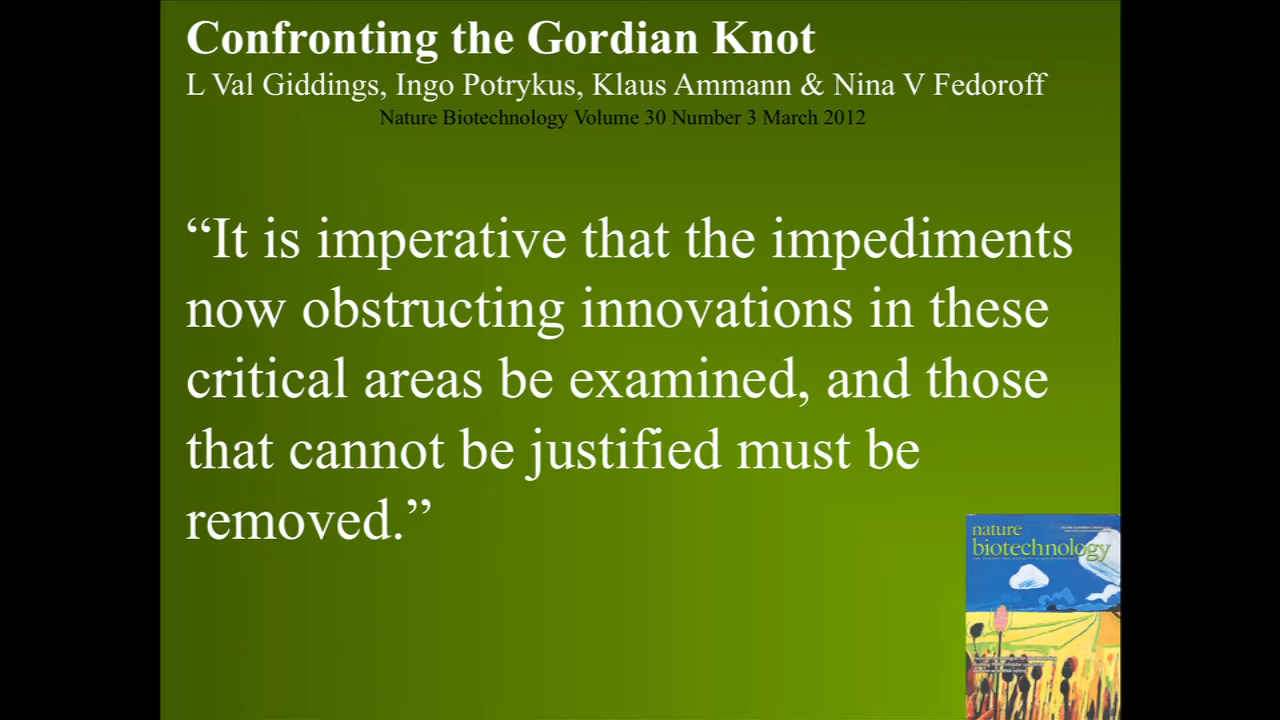 Confronting the Gordian Knot
L Val Giddings, Ingo Potrykus, Klaus Ammann & Nina V Fedoroff
Nature Biotechnology Volume 30 Number 3 March 2012
“It is imperative that the impediments
now obstructing innovations in these
critical areas be examined, and those
that cannot be justified must be
removed.”
nature
biotechnology